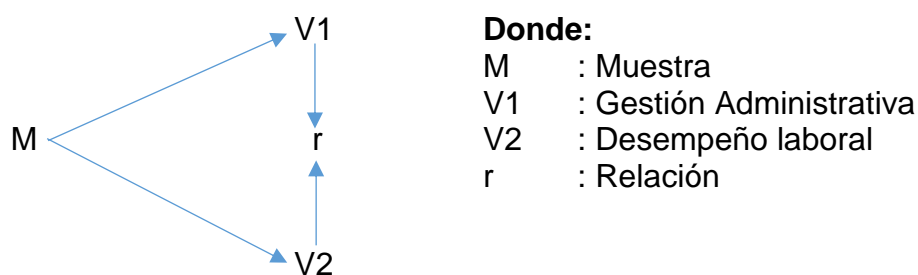 V1
M
r
V2
Donde:
M : Muestra
V1 : Gestión Administrativa
V2 : Desempeño laboral
r : Relación